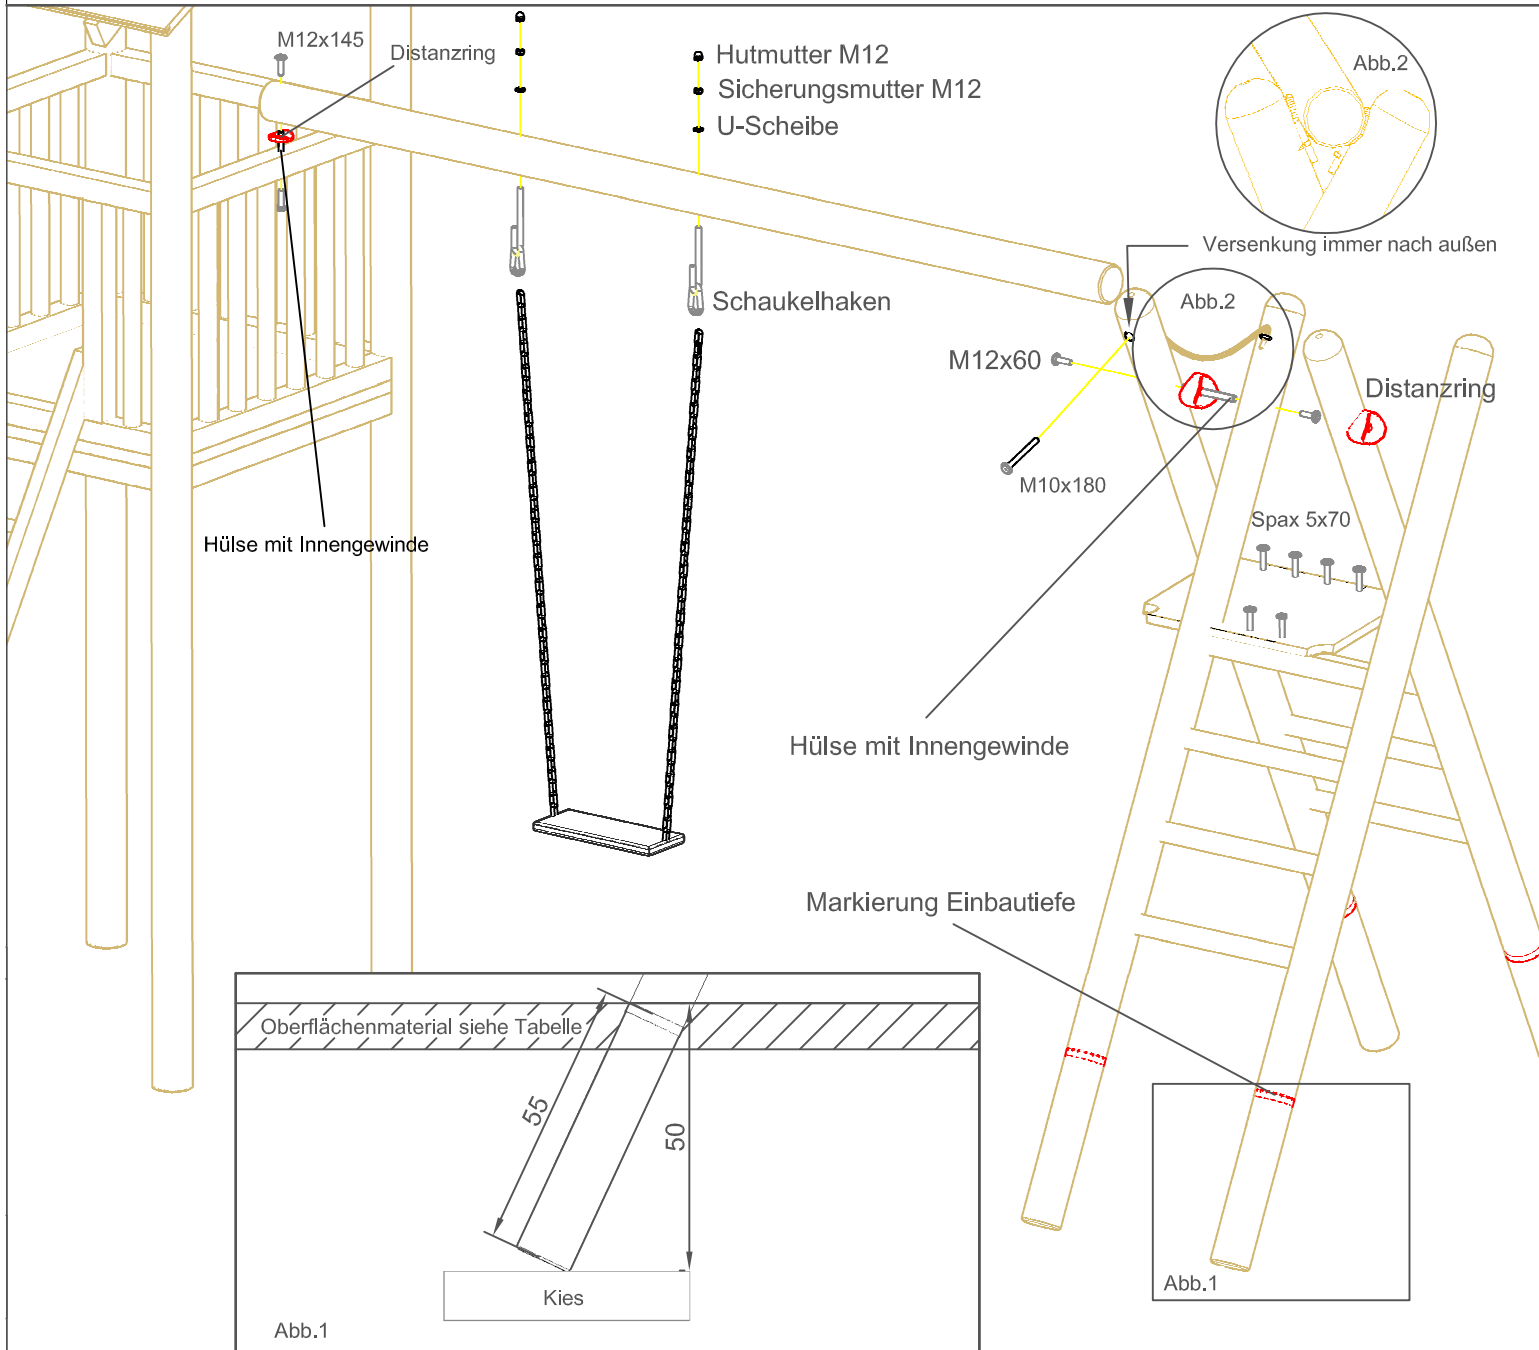 M12x145
Distanzring
Hutmutter M12
Sicherungsmutter M12
U-Scheibe
Abb.2
Versenkung immer nach außen
Schaukelhaken
Abb.2
M12x60
Distanzring
M10x180
Spax 5x70
Hülse mit Innengewinde
Hülse mit Innengewinde
Markierung Einbautiefe
Oberflächenmaterial siehe Tabelle
55
50
Kies
Abb.1
Abb.1